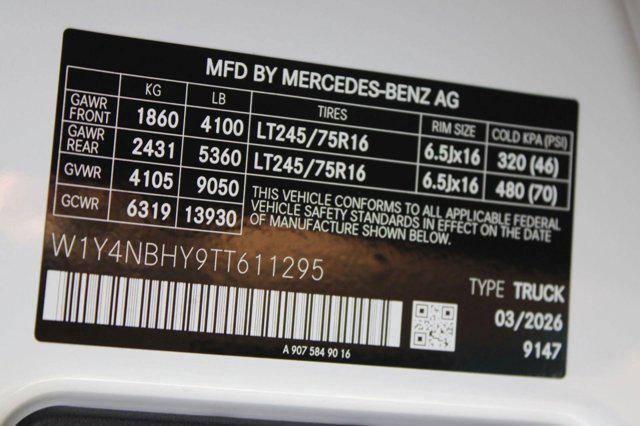 MFD BY MERCEDES-BENZ AG
KG LB TIRES RIM SIZE COLD KPA (PSI)
GAWR FRONT 1860 4100 LT245/75R16 6.5Jx16 320 (46)
GAWR REAR 2431 5360 LT245/75R16 6.5Jx16 480 (70)
GVWR 4105 9050
GCWR 6319 13930
THIS VEHICLE CONFORMS TO ALL APPLICABLE FEDERAL
VEHICLE SAFETY STANDARDS IN EFFECT ON THE DATE
OF MANUFACTURE SHOWN BELOW.
W1Y4NBHY9TT611295
TYPE TRUCK
03/2026
9147
A 907 584 90 16